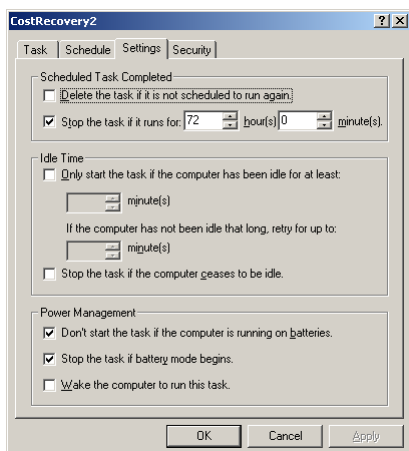 CostRecovery2
Task Schedule Settings Security
Scheduled Task Completed
Delete the task if it is not scheduled to run again.
Stop the task if it runs for: 72 hour(s) 0 minute(s).
Idle Time
Only start the task if the computer has been idle for at least:
minute(s)
If the computer has not been idle that long, retry for up to:
minute(s)
Stop the task if the computer ceases to be idle.
Power Management
Don't start the task if the computer is running on batteries.
Stop the task if battery mode begins.
Wake the computer to run this task.
OK Cancel Apply